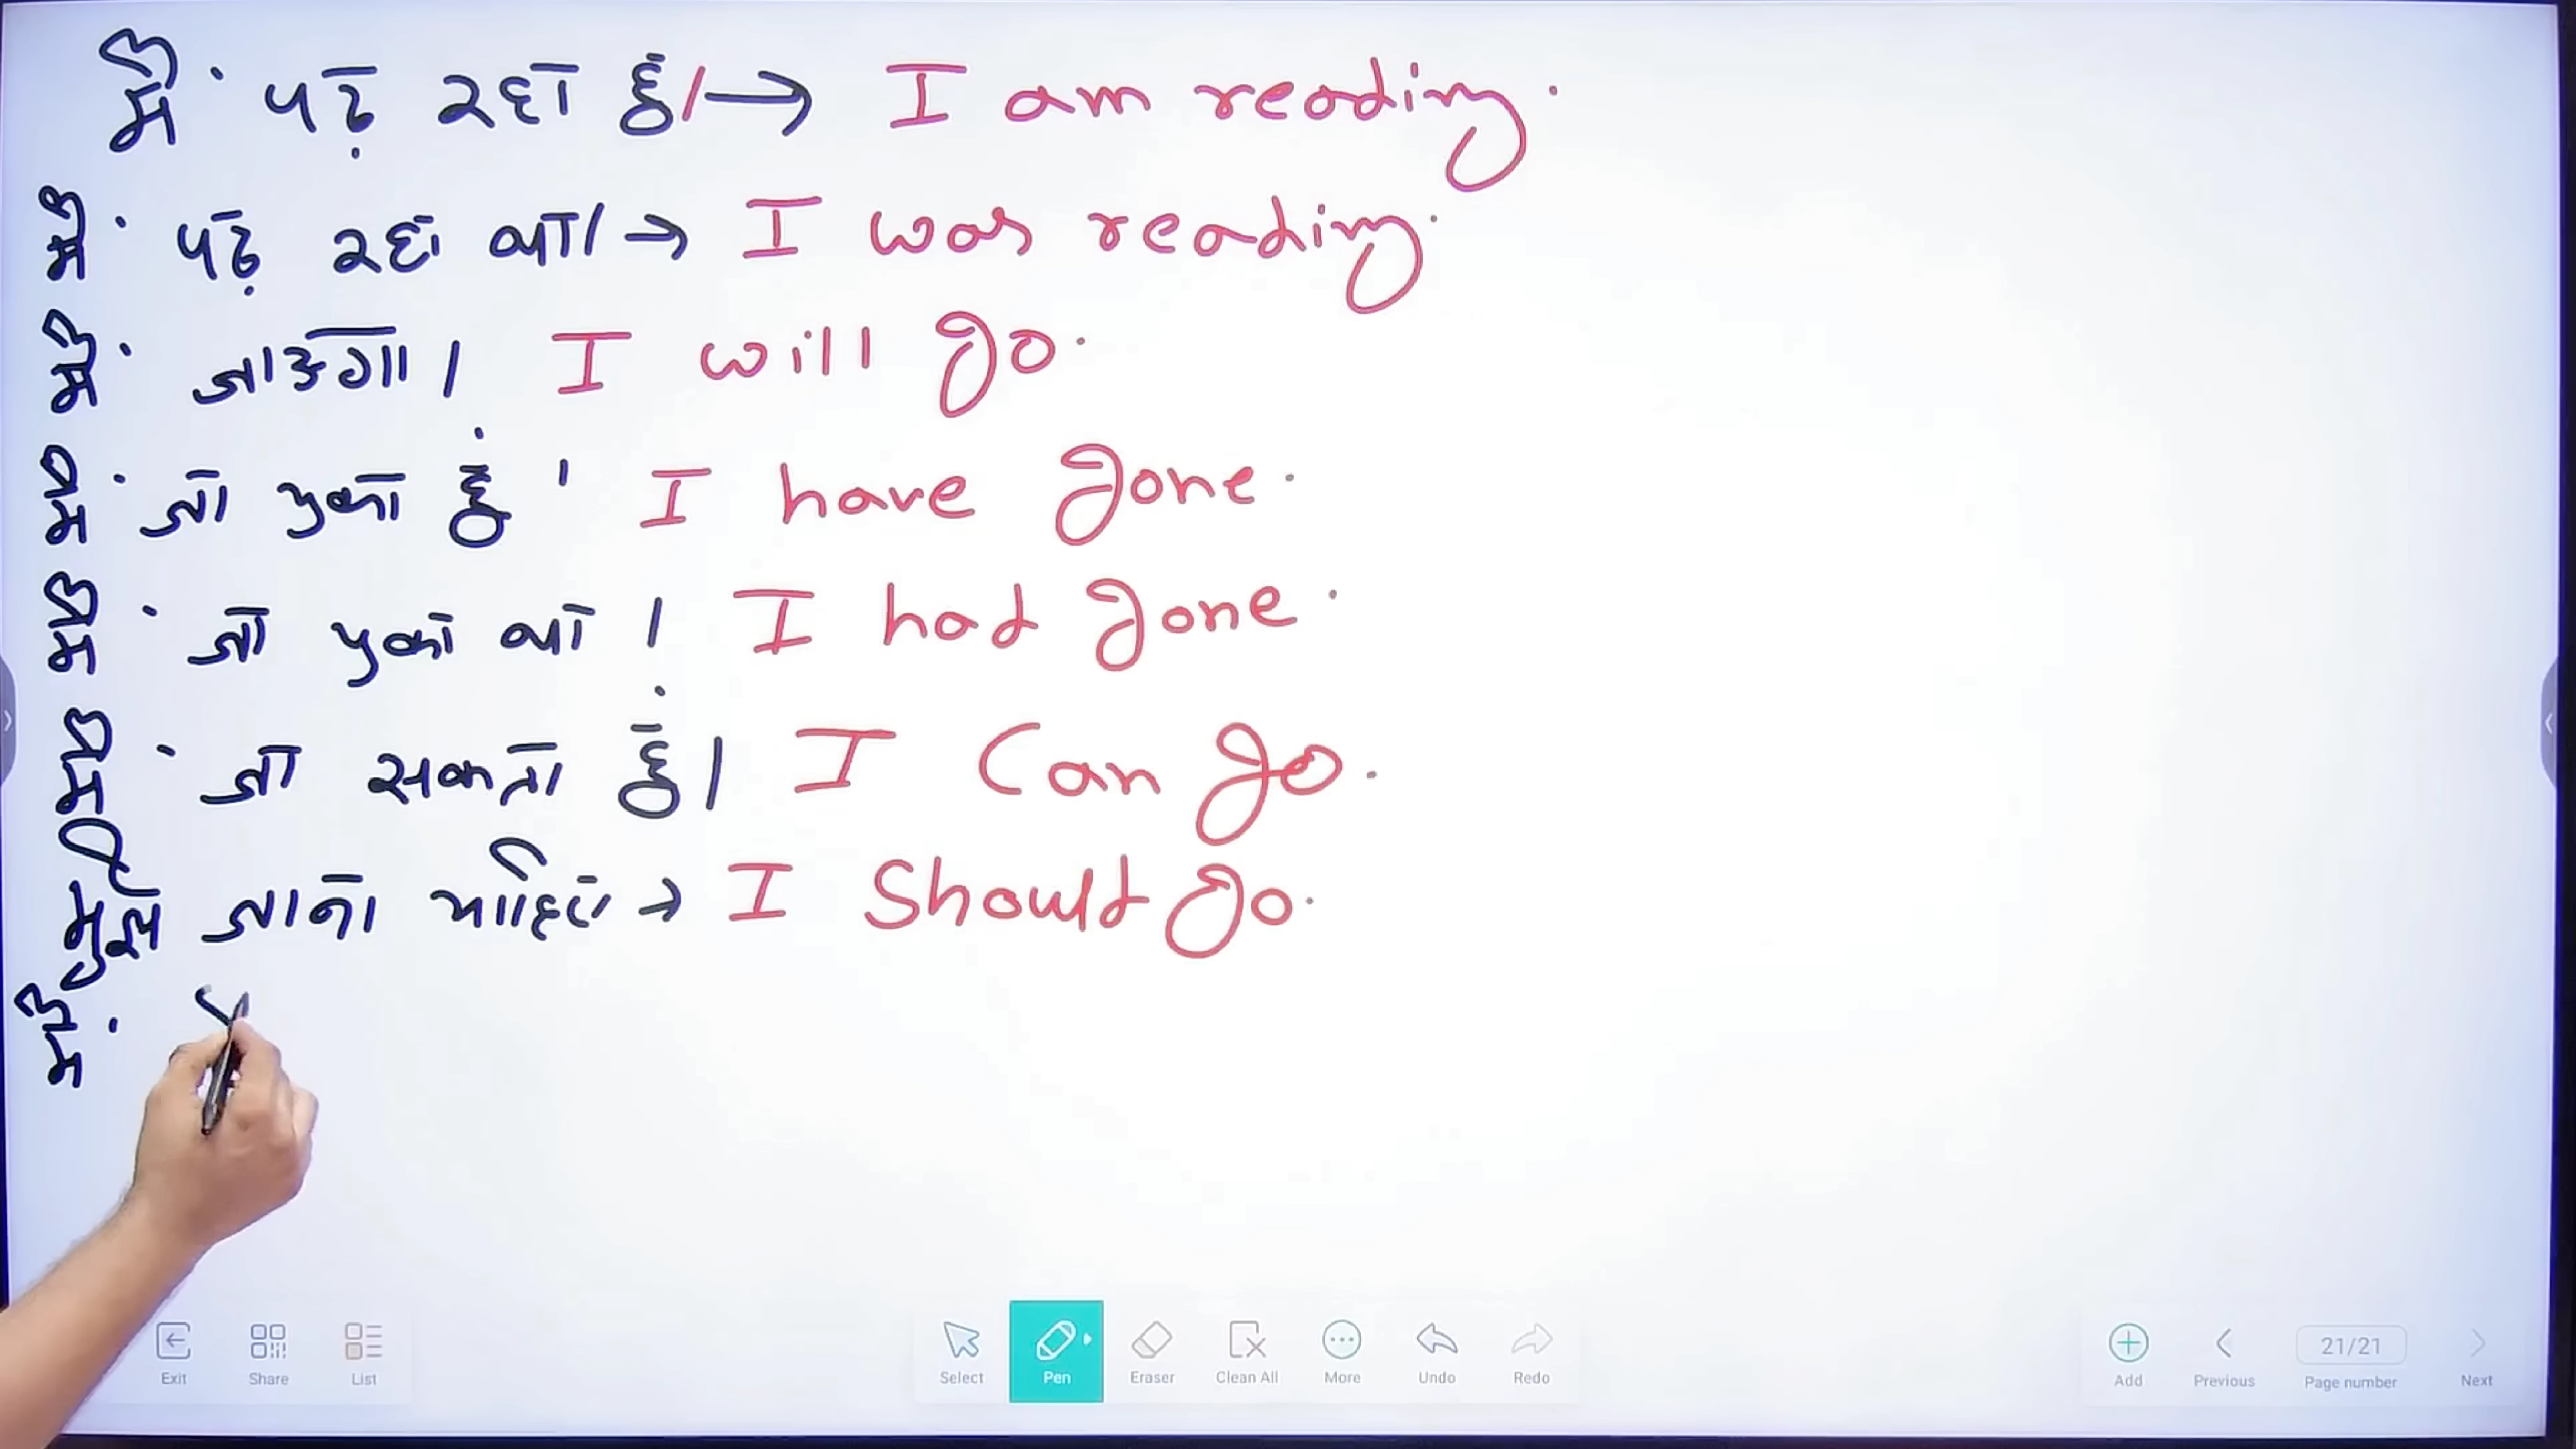 मैं पढ़ रहा हूं।→ I am reading.
मैं पढ़ रहा था।→ I was reading.
मैं जाऊगा। I will go.
मैं जा चुका हूं। I have gone.
मैं जा चुका था। I had gone.
मैं जा सकता हूं। I Can go.
मुझे जाना चाहिए → I Should go.
मैं
Exit Share List Select Pen Eraser Clean All More Undo Redo Add Previous 21/21 Page number Next